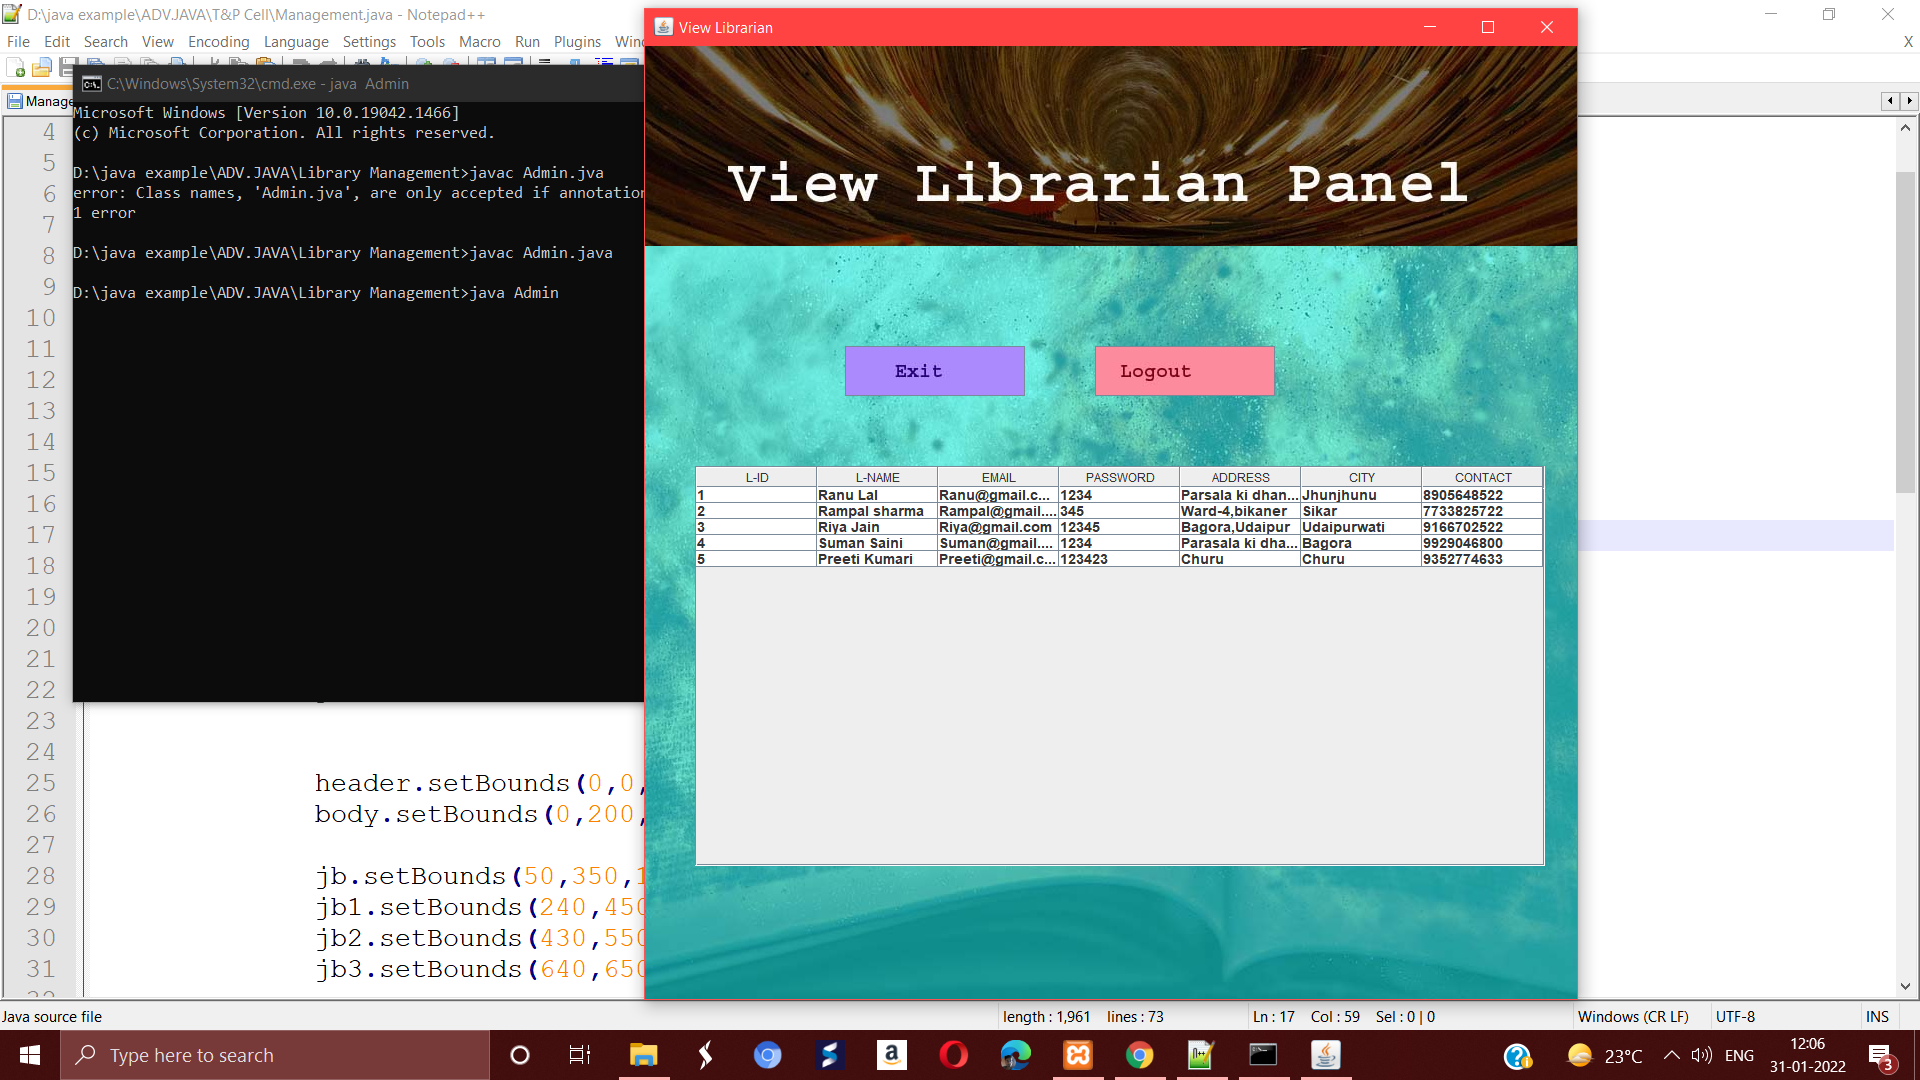 D:\java example\ADV.JAVA\T&P Cell\Management.java - Notepad++
File Edit Search View Encoding Language Settings Tools Macro Run Plugins
Manage
C:\Windows\System32\cmd.exe - java  Admin
Microsoft Windows [Version 10.0.19042.1466]
(c) Microsoft Corporation. All rights reserved.
D:\java example\ADV.JAVA\Library Management>javac Admin.jva
error: Class names, 'Admin.jva', are only accepted if annotation
1 error
D:\java example\ADV.JAVA\Library Management>javac Admin.java
D:\java example\ADV.JAVA\Library Management>java Admin
4
5
6
7
8
9
10
11
12
13
14
15
16
17
18
19
20
21
22
23
24
25 header.setBounds(0,0,
26 body.setBounds(0,200,
27
28 jb.setBounds(50,350,1
29 jb1.setBounds(240,450
30 jb2.setBounds(430,550
31 jb3.setBounds(640,650
View Librarian
View Librarian Panel
Exit Logout
L-ID L-NAME EMAIL PASSWORD ADDRESS CITY CONTACT
1 Ranu Lal Ranu@gmail.c... 1234 Parsala ki dhan... Jhunjhunu 8905648522
2 Rampal sharma Rampal@gmail.... 345 Ward-4,bikaner Sikar 7733825722
3 Riya Jain Riya@gmail.com 12345 Bagora,Udaipur Udaipurwati 9166702522
4 Suman Saini Suman@gmail.... 1234 Parasala ki dha... Bagora 9929046800
5 Preeti Kumari Preeti@gmail.c... 123423 Churu Churu 9352774633
Java source file length : 1,961 lines : 73 Ln : 17 Col : 59 Sel : 0 | 0 Windows (CR LF) UTF-8 INS
Type here to search 23°C ENG 12:06
31-01-2022 3